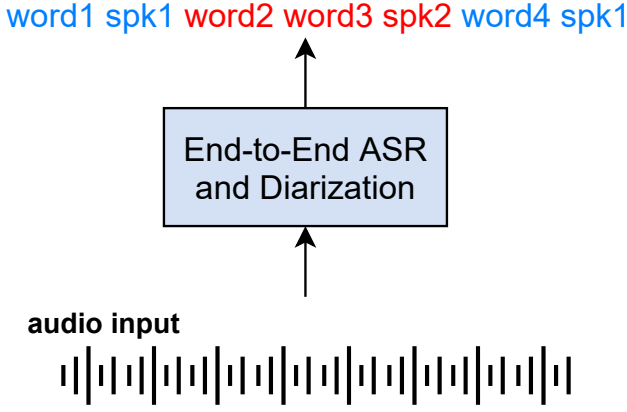 word1 spk1 word2 word3 spk2 word4 spk1
End-to-End ASR
and Diarization
audio input